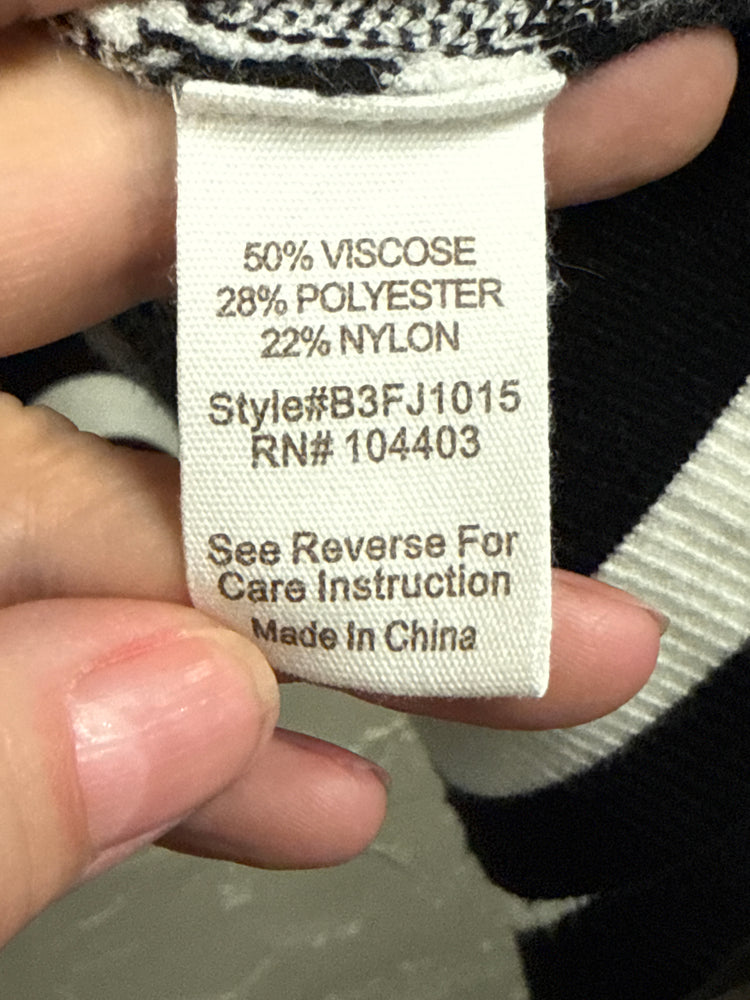 50% VISCOSE
28% POLYESTER
22% NYLON
Style#B3FJ1015
RN# 104403
See Reverse For
Care Instruction
Made In China